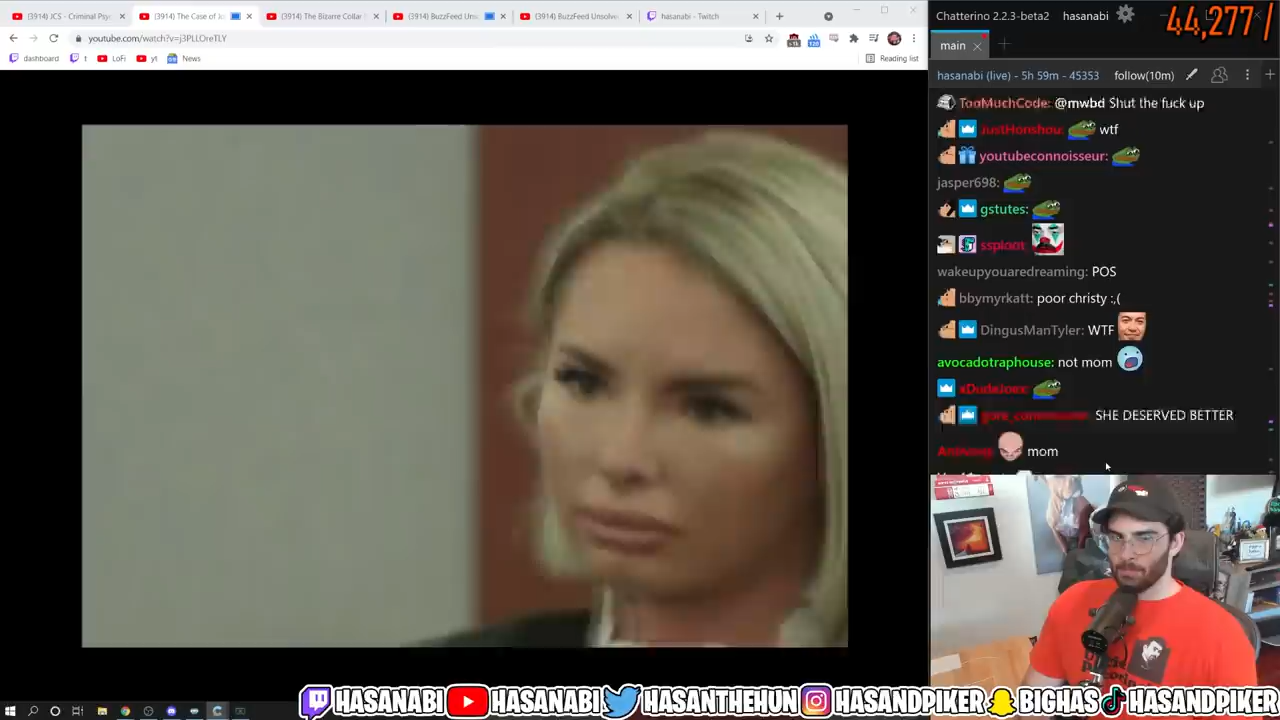 (3914) JCS - Criminal Psy
(3914) The Case of Jo
(3914) The Bizarre Collar
(3914) BuzzFeed Uns
(3914) BuzzFeed Unsolve
hasanabi - Twitch
youtube.com/watch?v=j3PLLOreTLY
dashboard
t
LoFi
yt
News
Reading list
Chatterino 2.2.3-beta2
hasanabi
44,277 /
main
hasanabi (live) - 5h 59m - 45353
follow(10m)
TooMuchCode: @mwbd Shut the fuck up
JustHonshou: wtf
youtubeconnoisseur:
jasper698:
gstutes:
ssploot
wakeupyouaredreaming: POS
bbymyrkatt: poor christy :,(
DingusManTyler: WTF
avocadotraphouse: not mom
xDudeJoex:
SHE DESERVED BETTER
mom
HASANABI
HASANABI
HASANTHEHUN
HASANDPIKER
BIGHAS
HASANDPIKER